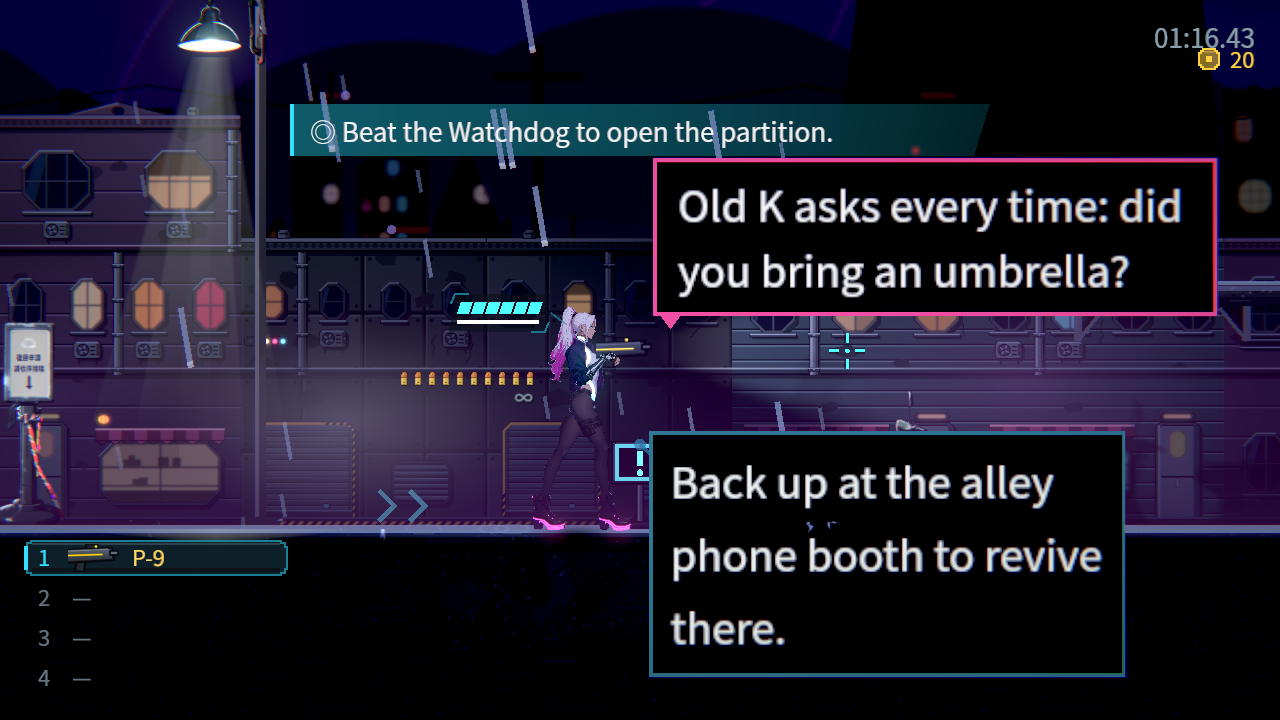 01:16.43
20
◎ Beat the Watchdog to open the partition.
Old K asks every time: did
you bring an umbrella?
∞
!
Back up at the alley
phone booth to revive
there.
1 P-9
2 —
3 —
4 —